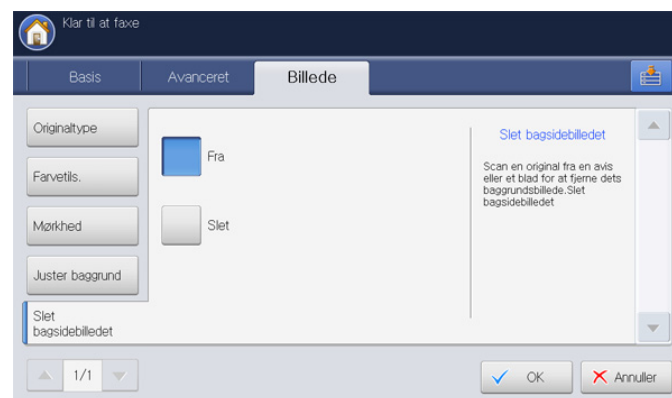 Klar til at faxe
Basis
Avanceret
Billede
Originaltype
Farvetils.
Mørkhed
Juster baggrund
Slet
bagsidebilledet
Fra
Slet
Slet bagsidebilledet
Scan en original fra en avis
eller et blad for at fjerne dets
baggrundsbillede.Slet
bagsidebilledet
1/1
OK
Annuller